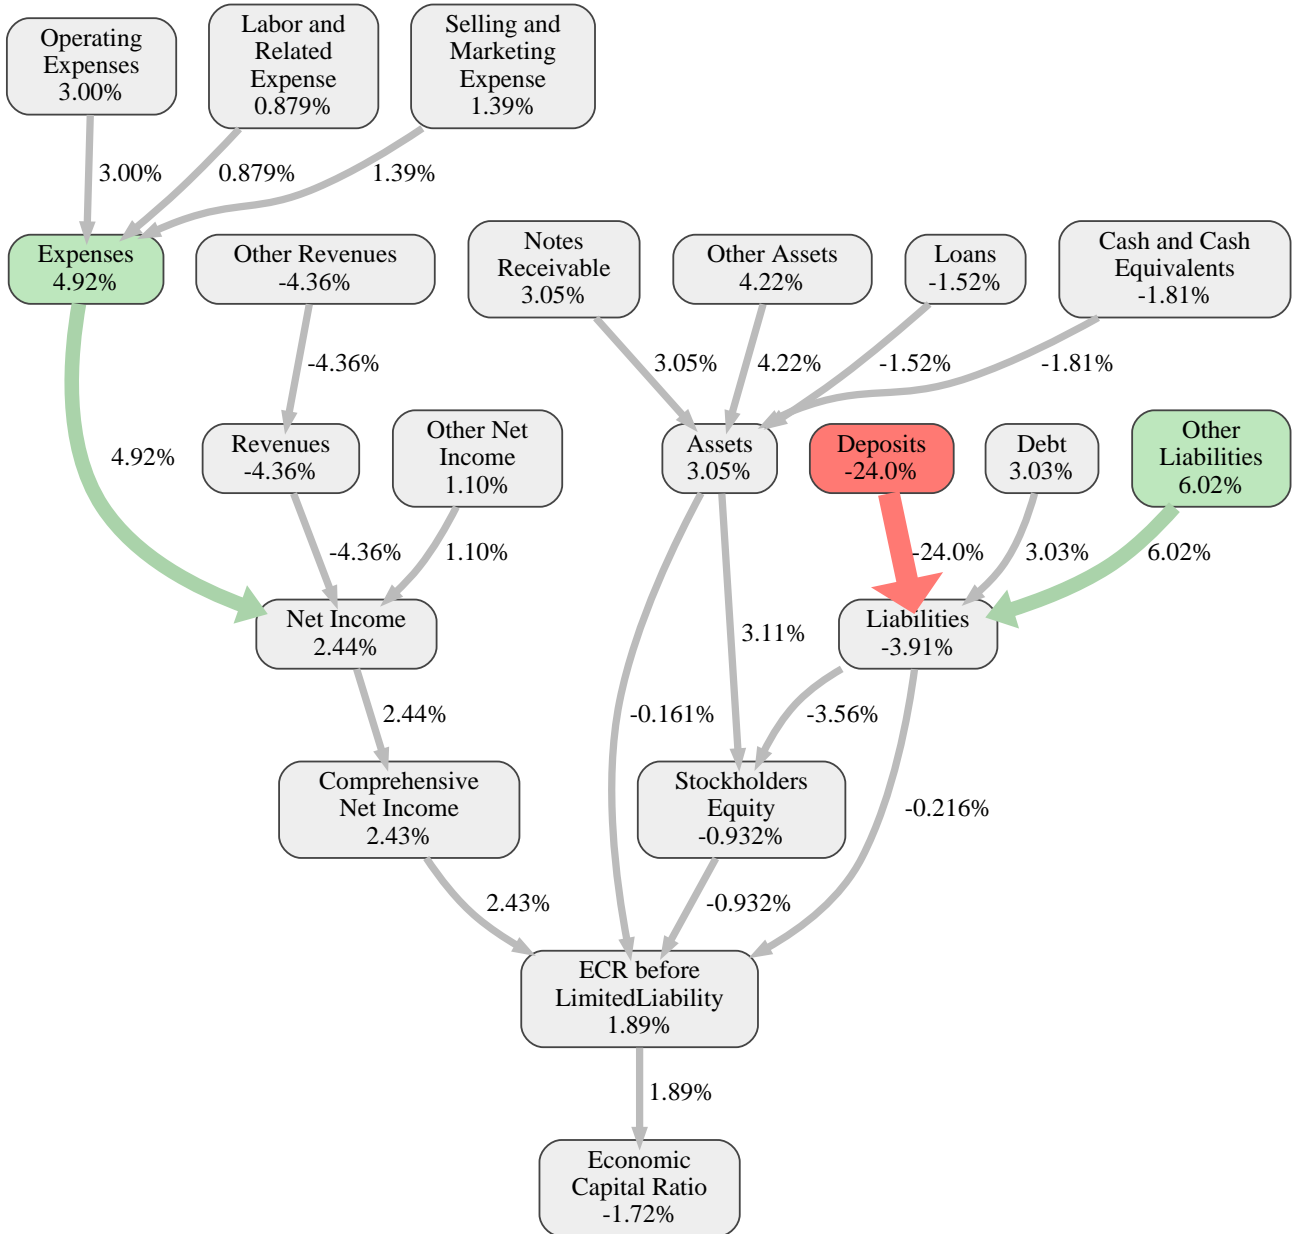 Operating
Expenses
3.00%
Labor and
Related
Expense
0.879%
Selling and
Marketing
Expense
1.39%
3.00%
0.879%
1.39%
Expenses
4.92%
Other Revenues
-4.36%
Notes
Receivable
3.05%
Other Assets
4.22%
Loans
-1.52%
Cash and Cash
Equivalents
-1.81%
-4.36%
3.05%
4.22%
-1.52%
-1.81%
4.92%
Revenues
-4.36%
Other Net
Income
1.10%
Assets
3.05%
Deposits
-24.0%
Debt
3.03%
Other
Liabilities
6.02%
-4.36%
1.10%
-24.0%
3.03%
6.02%
Net Income
2.44%
3.11%
Liabilities
-3.91%
2.44%
-0.161%
-3.56%
Comprehensive
Net Income
2.43%
Stockholders
Equity
-0.932%
-0.216%
2.43%
-0.932%
ECR before
LimitedLiability
1.89%
1.89%
Economic
Capital Ratio
-1.72%